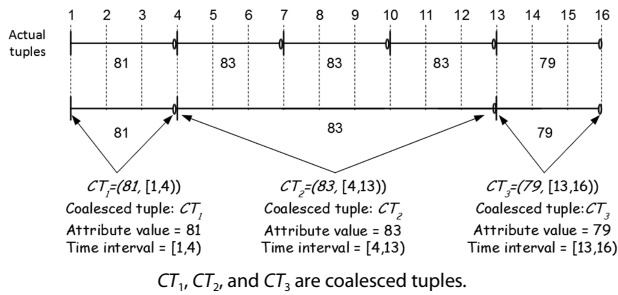 1 2 3 4 5 6 7 8 9 10 11 12 13 14 15 16
Actual
tuples
81 83 83 83 79
81 83 79
CT1=(81, [1,4)) CT2=(83, [4,13)) CT3=(79, [13,16))
Coalesced tuple: CT1 Coalesced tuple: CT2 Coalesced tuple:CT3
Attribute value = 81 Attribute value = 83 Attribute value = 79
Time interval = [1,4) Time interval = [4,13) Time interval = [13,16)
CT1, CT2, and CT3 are coalesced tuples.